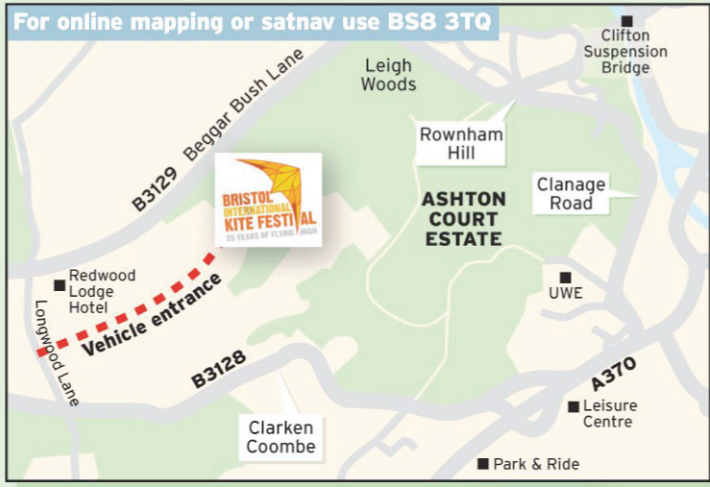 For online mapping or satnav use BS8 3TQ
Clifton
Suspension
Bridge
Leigh
Woods
Beggar Bush Lane
B3129
Rownham
Hill
Clanage
Road
BRISTOL
INTERNATIONAL
KITE FESTIVAL
25 YEARS OF FLYING HIGH
ASHTON
COURT
ESTATE
Redwood
Lodge
Hotel
UWE
Longwood Lane
Vehicle entrance
B3128
A370
Leisure
Centre
Clarken
Coombe
Park & Ride